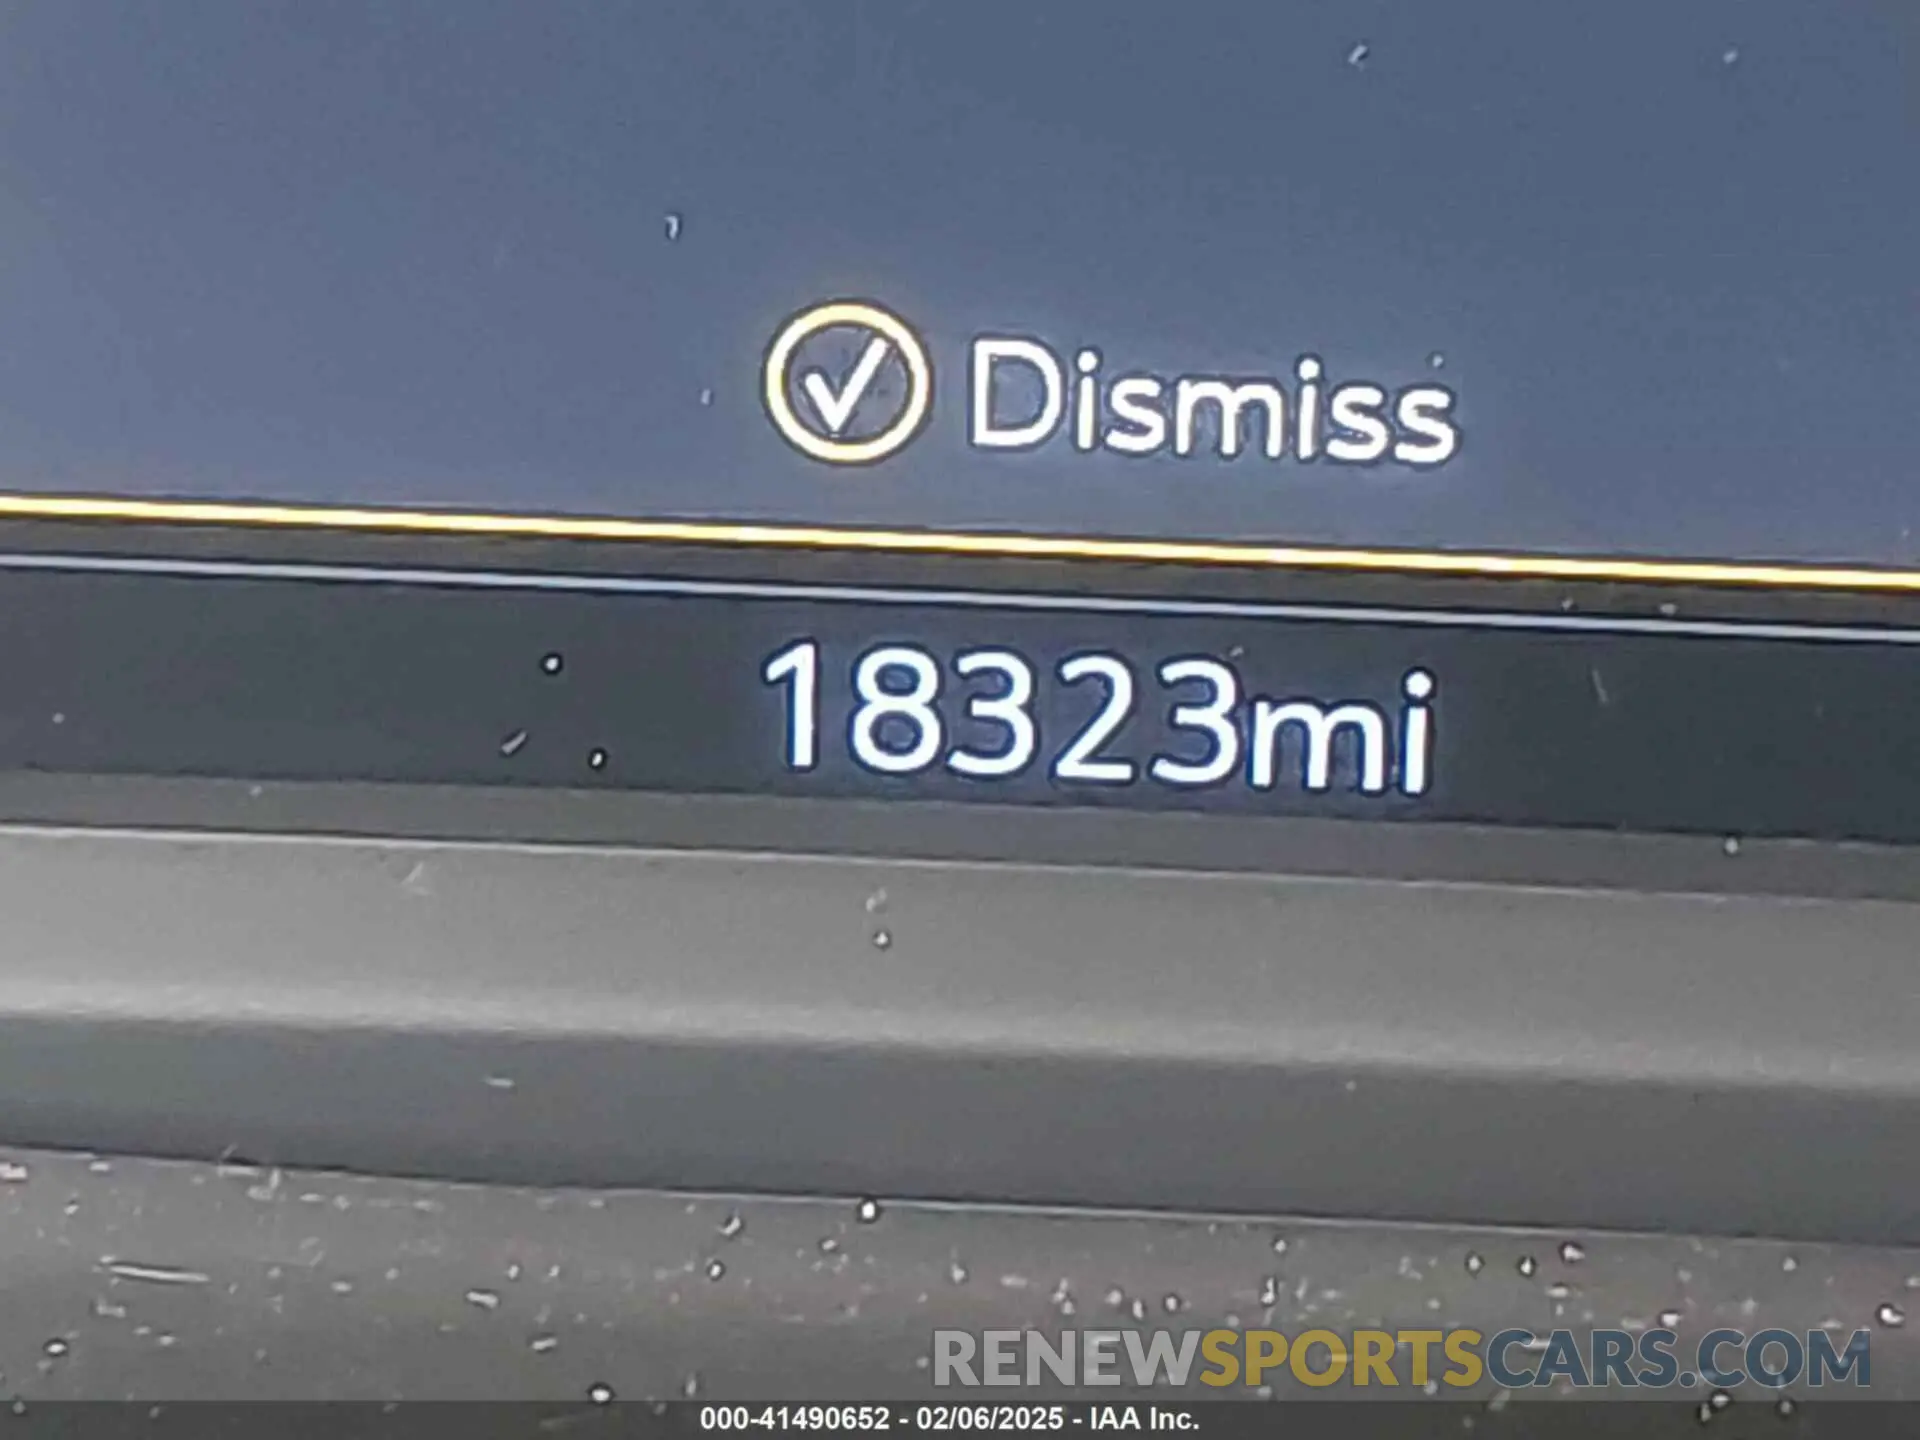 Dismiss
18323mi
RENEWSPORTSCARS.COM
000-41490652 - 02/06/2025 - IAA Inc.